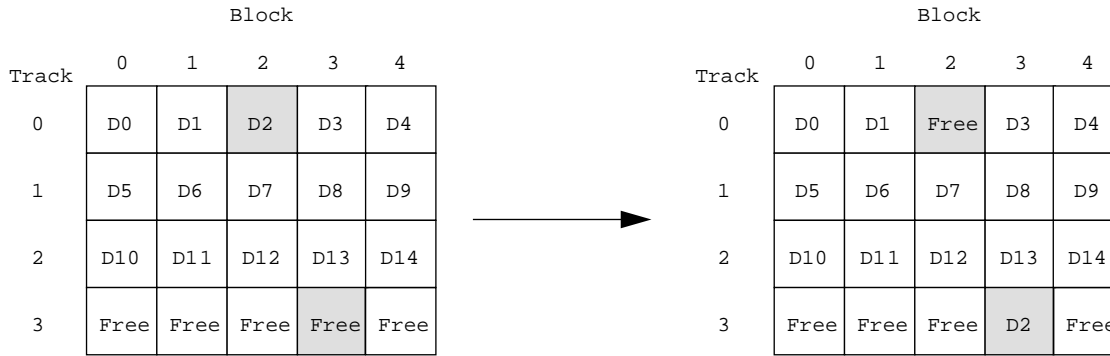 Block Block
Track 0 1 2 3 4 Track 0 1 2 3 4
0 D0 D1 D2 D3 D4 0 D0 D1 Free D3 D4
1 D5 D6 D7 D8 D9 1 D5 D6 D7 D8 D9
2 D10 D11 D12 D13 D14 2 D10 D11 D12 D13 D14
3 Free Free Free Free Free 3 Free Free Free D2 Free